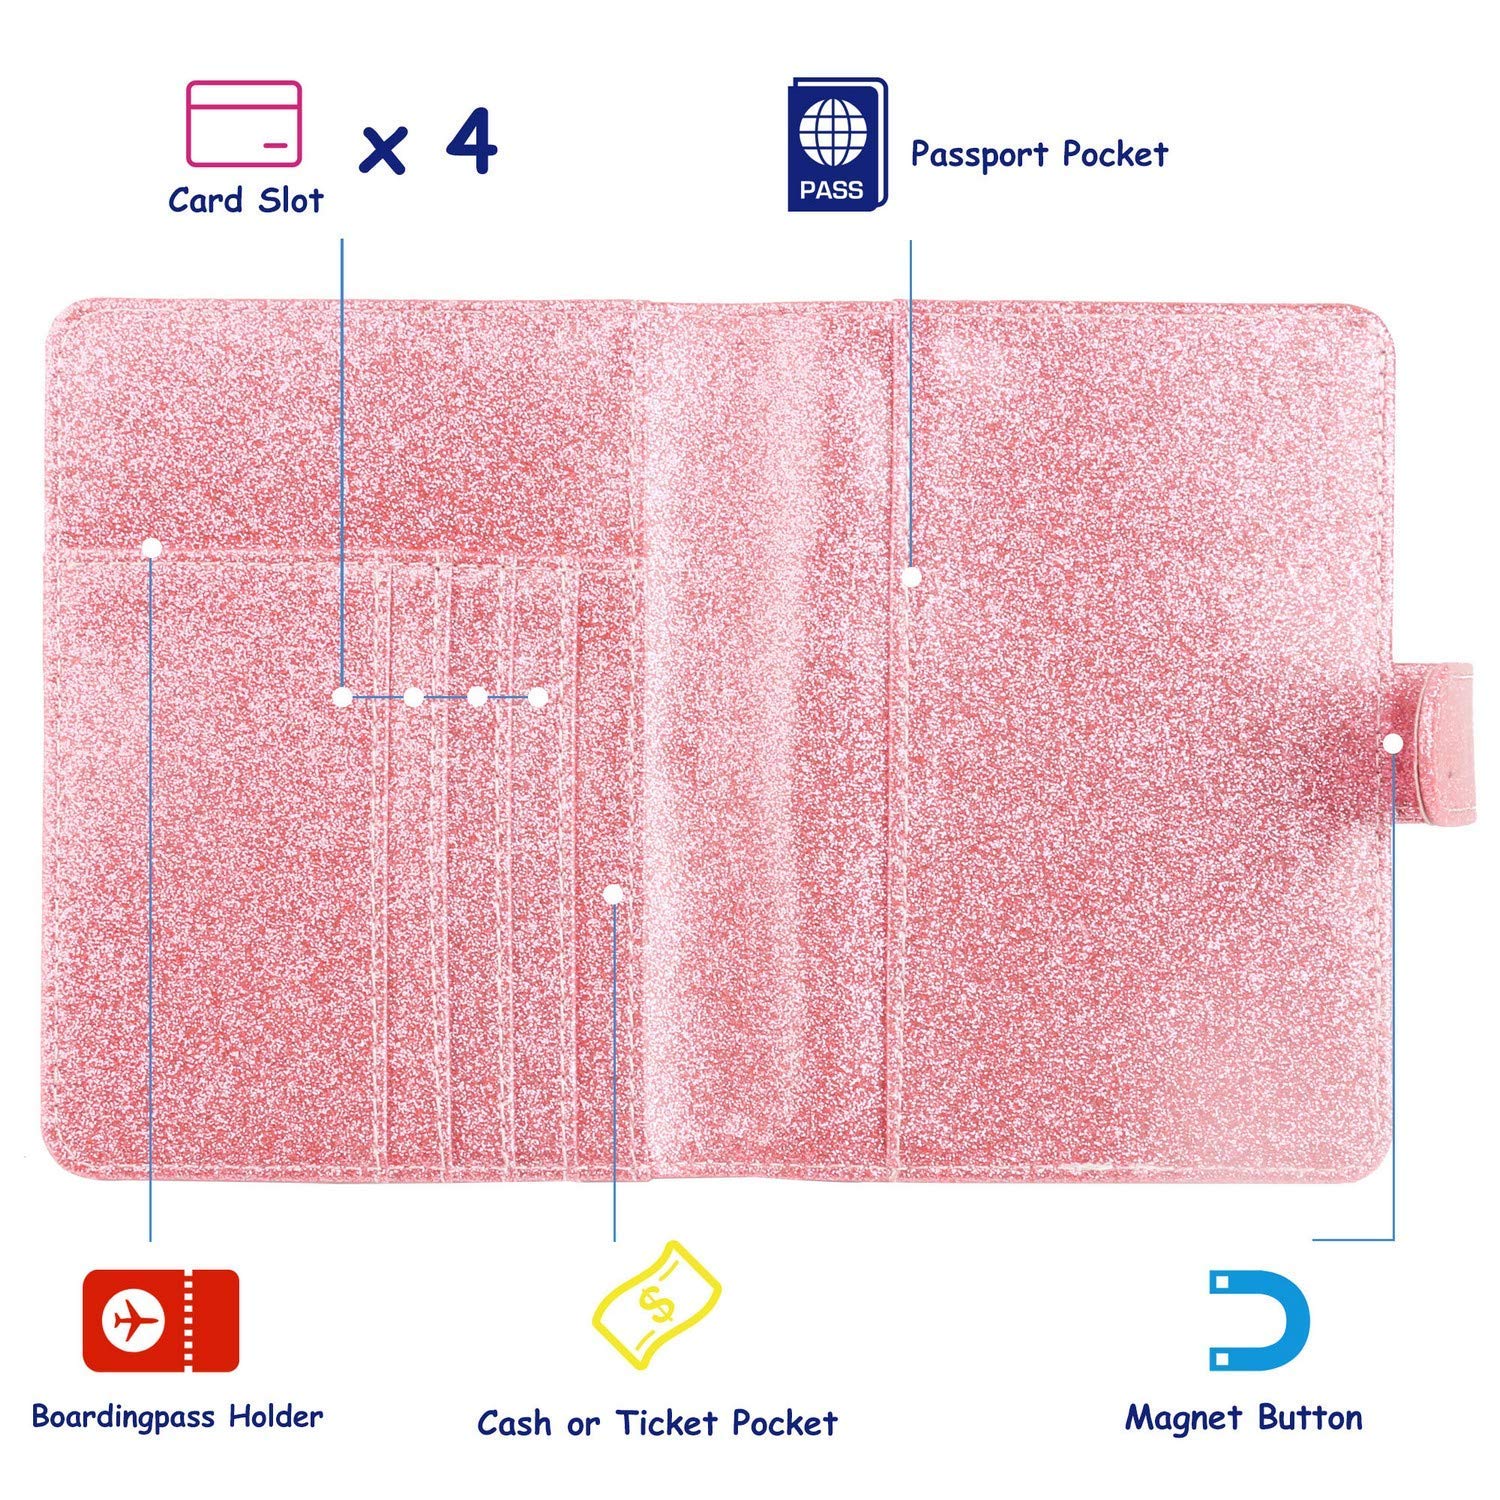 Card Slot
x 4
PASS
Passport Pocket
Boardingpass Holder
Cash or Ticket Pocket
Magnet Button